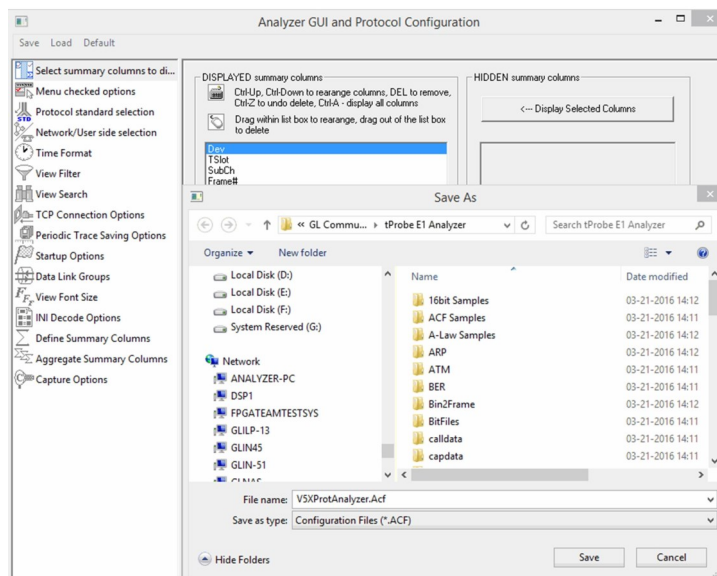 Analyzer GUI and Protocol Configuration
Save Load Default
Select summary columns to di...
Menu checked options
Protocol standard selection
STD
Network/User side selection
Time Format
View Filter
View Search
TCP Connection Options
Periodic Trace Saving Options
Startup Options
Data Link Groups
View Font Size
INI Decode Options
Define Summary Columns
Aggregate Summary Columns
Capture Options
DISPLAYED summary columns
Ctrl-Up, Ctrl-Down to rearange columns, DEL to remove,
Ctrl-Z to undo delete, Ctrl-A - display all columns
Drag within list box to rearrange, drag out of the list box
to delete
Dev
TSlot
SubCh
Frame#
HIDDEN summary columns
<--- Display Selected Columns
Save As
« GL Commu... ▸ tProbe E1 Analyzer
Search tProbe E1 Analyzer
Organize New folder
Local Disk (D:)
Local Disk (E:)
Local Disk (F:)
System Reserved (G:)
Network
ANALYZER-PC
DSP1
FPGATEAMTESTSYS
GLILP-13
GLIN45
GLIN-51
GLNAS
Name Date modified
16bit Samples 03-21-2016 14:12
ACF Samples 03-21-2016 14:11
A-Law Samples 03-21-2016 14:12
ARP 03-21-2016 14:12
ATM 03-21-2016 14:11
BER 03-21-2016 14:11
Bin2Frame 03-21-2016 14:12
BitFiles 03-21-2016 14:11
calldata 03-21-2016 14:11
capdata 03-21-2016 14:11
File name: V5XProtAnalyzer.Acf
Save as type: Configuration Files (*.ACF)
Hide Folders
Save Cancel